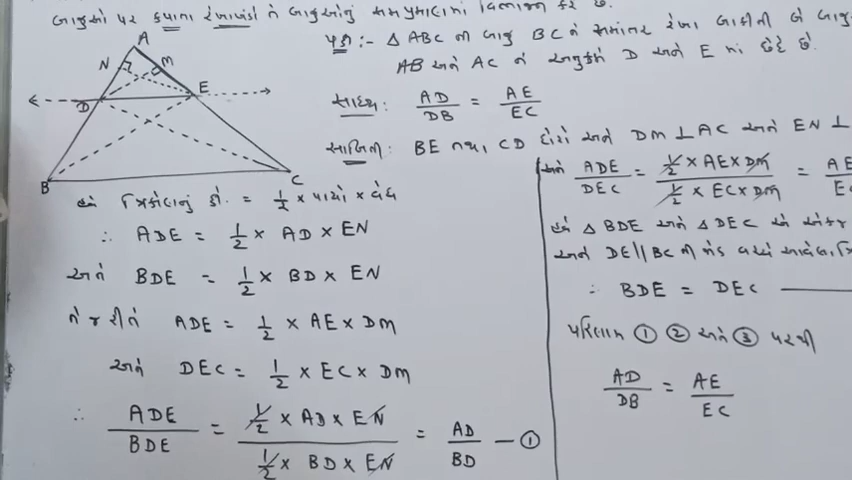 બાજુઓ પર કપાતા રેખાખંડો તે બાજુઓનું સમપ્રમાણમાં વિભાજન કરે છે.
પક્ષ :- Δ ABC ની બાજુ BC ને સમાંતર રેખા બાકીની બે
AB અને AC ને અનુક્રમે D અને E માં છેદે છે.
સાધ્ય: AD/DB = AE/EC
સાબિતી: BE તથા CD દોરો અને DM ⊥ AC અને EN ⊥
A
N
M
D
E
B
C
હવે ત્રિકોણનું ક્ષે. = 1/2 × પાયો × વેધ
∴ ADE = 1/2 × AD × EN
અને BDE = 1/2 × BD × EN
તે જ રીતે ADE = 1/2 × AE × DM
અને DEC = 1/2 × EC × DM
∴ ADE/BDE = (1/2 × AD × EN)/(1/2 × BD × EN) = AD/BD — ①
અને ADE/DEC = (1/2 × AE × DM)/(1/2 × EC × DM) =
હવે Δ BDE અને Δ DEC એ
અને DE || BC ની
∴ BDE = DEC —
પરિણામ ① ② અને ③ પરથી
AD/DB = AE/EC